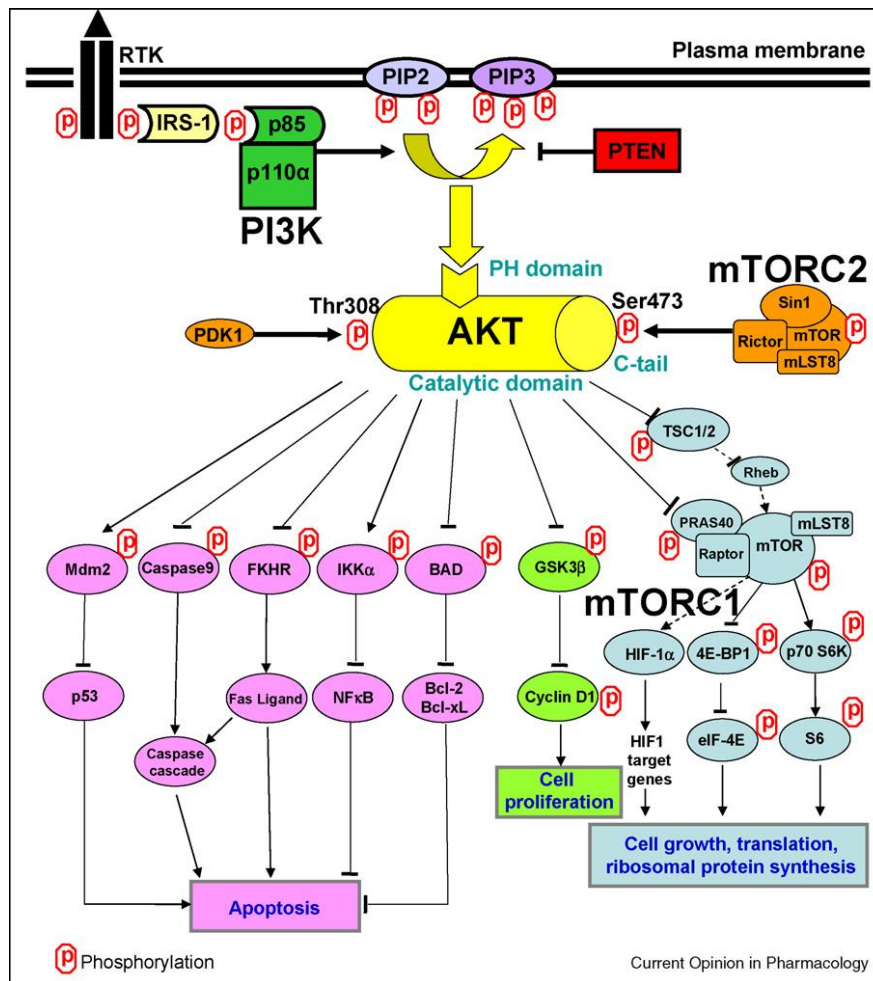 RTK
Plasma membrane
PIP2
PIP3
p
p
p
p
p
p
p
p
IRS-1
p85
p110α
PI3K
PTEN
PH domain
mTORC2
Thr308
Ser473
Sin1
PDK1
p
AKT
p
Rictor
mTOR
p
mLST8
C-tail
Catalytic domain
TSC1/2
p
Rheb
PRAS40
mLST8
p
Raptor
mTOR
p
Mdm2
p
Caspase9
p
FKHR
p
IKKα
p
BAD
p
GSK3β
p
mTORC1
HIF-1α
4E-BP1
p
p70 S6K
p
p53
Fas Ligand
NFκB
Bcl-2
Bcl-xL
Cyclin D1
p
eIF-4E
p
S6
p
Caspase
cascade
HIF1
target
genes
Cell
proliferation
Cell growth, translation,
ribosomal protein synthesis
Apoptosis
p Phosphorylation
Current Opinion in Pharmacology